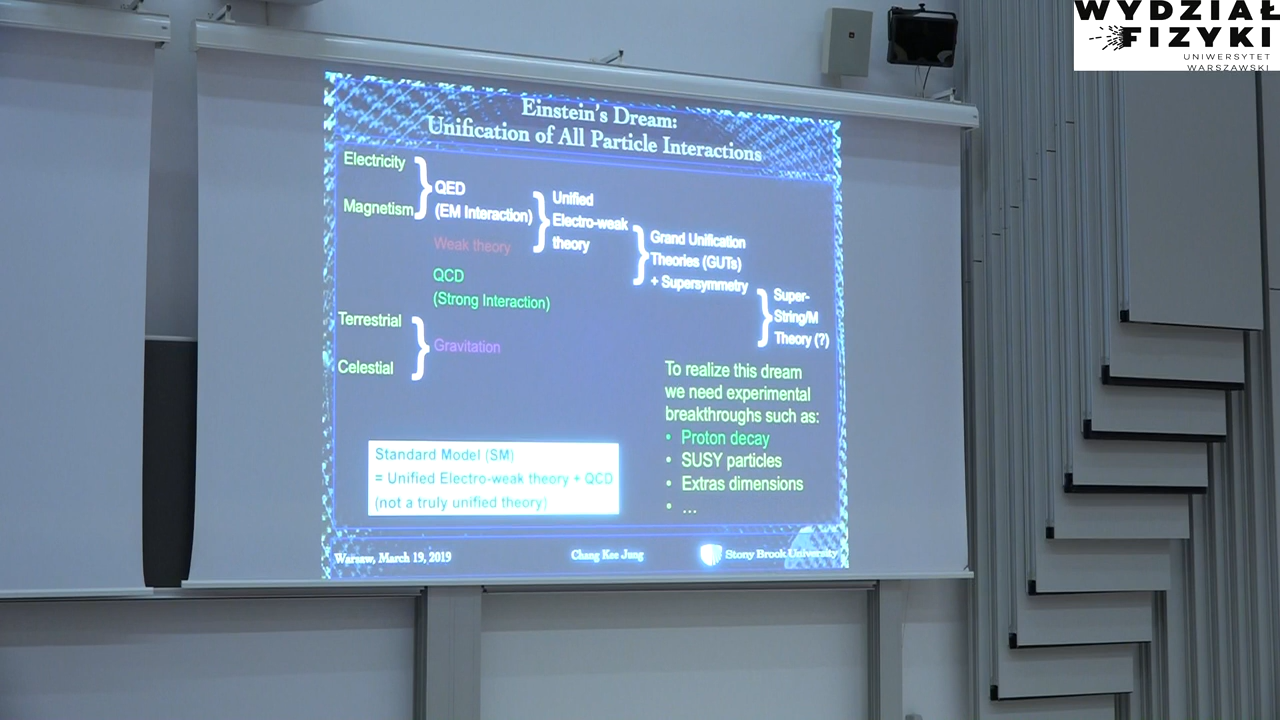 WYDZIAŁ
FIZYKI
UNIWERSYTET
WARSZAWSKI
Einstein's Dream:
Unification of All Particle Interactions
Electricity
Magnetism
QED
(EM Interaction)
Weak theory
QCD
(Strong Interaction)
Unified
Electro-weak
theory
Grand Unification
Theories (GUTs)
+ Supersymmetry
Super-
String/M
Theory (?)
Terrestrial
Celestial
Gravitation
To realize this dream
we need experimental
breakthroughs such as:
• Proton decay
• SUSY particles
• Extras dimensions
• ...
Standard Model (SM)
= Unified Electro-weak theory + QCD
(not a truly unified theory)
Warsaw, March 19, 2019
Chang Kee Jung
Stony Brook University